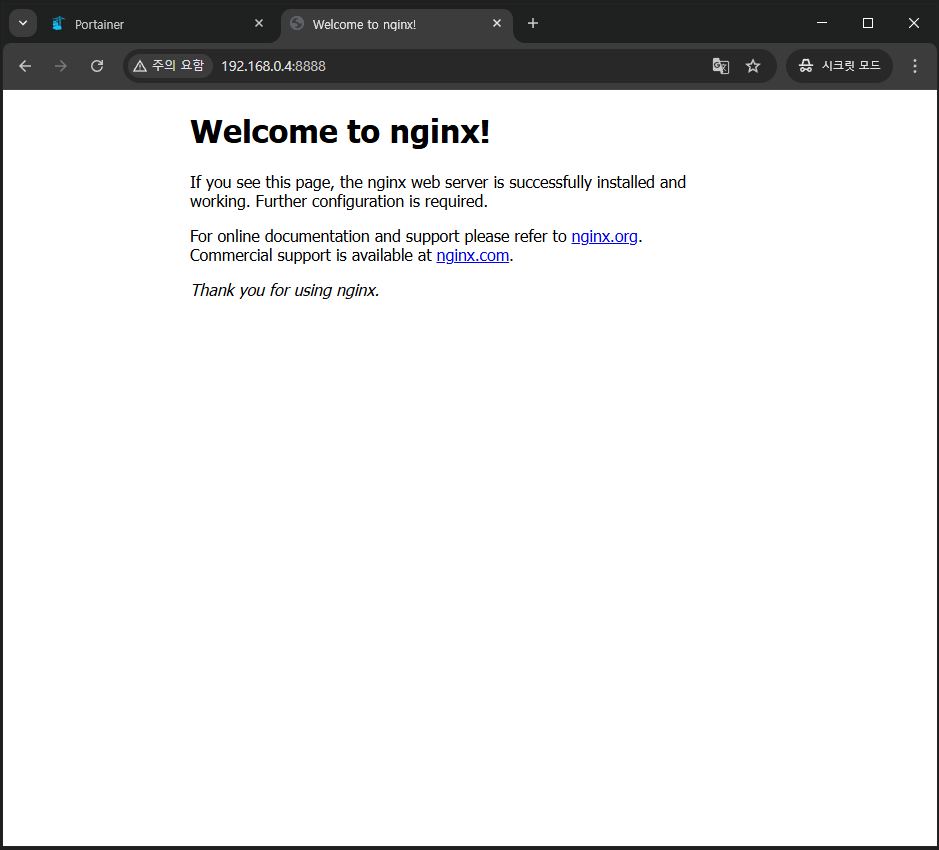 Portainer
Welcome to nginx!
주의 요함
192.168.0.4:8888
시크릿 모드
Welcome to nginx!
If you see this page, the nginx web server is successfully installed and
working. Further configuration is required.
For online documentation and support please refer to nginx.org.
Commercial support is available at nginx.com.
Thank you for using nginx.